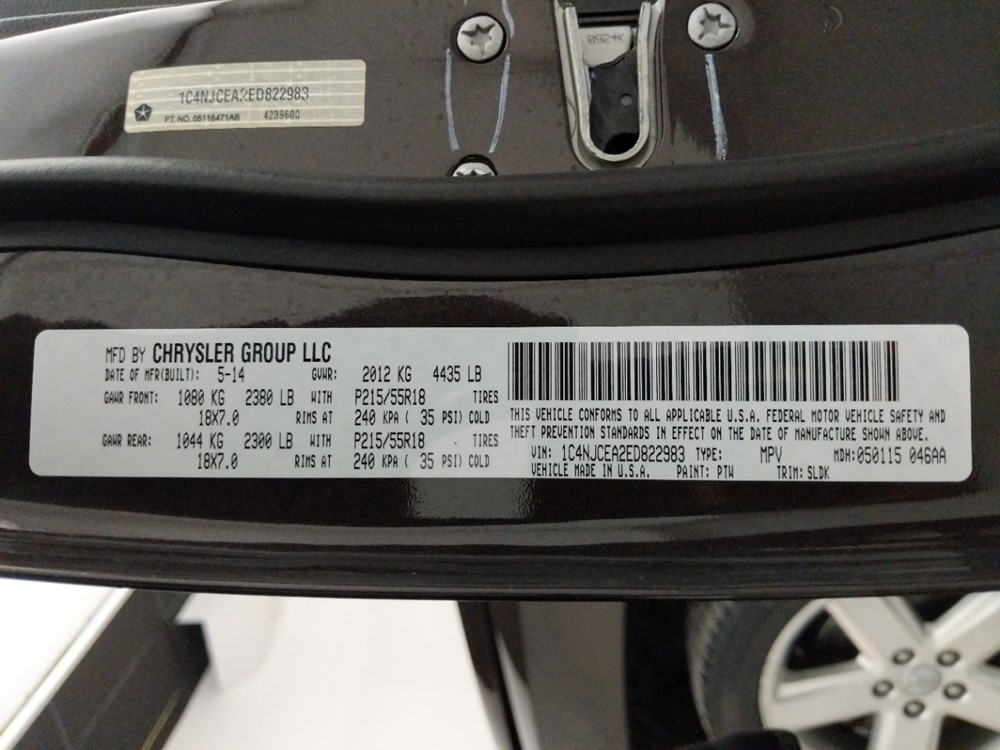 0924K
1C4NJCEA2ED822983
PT. NO. 05116471AB 4239600
MFD BY CHRYSLER GROUP LLC
DATE OF MFR(BUILT): 5-14 GVWR: 2012 KG 4435 LB
GAWR FRONT: 1080 KG 2380 LB WITH P215/55R18 TIRES
18X7.0 RIMS AT 240 KPA ( 35 PSI) COLD
GAWR REAR: 1044 KG 2300 LB WITH P215/55R18 TIRES
18X7.0 RIMS AT 240 KPA ( 35 PSI) COLD
THIS VEHICLE CONFORMS TO ALL APPLICABLE U.S.A. FEDERAL MOTOR VEHICLE SAFETY AND
THEFT PREVENTION STANDARDS IN EFFECT ON THE DATE OF MANUFACTURE SHOWN ABOVE.
VIN: 1C4NJCEA2ED822983 TYPE: MPV MDH: 050115 046AA
VEHICLE MADE IN U.S.A. PAINT: PTW TRIM: SLDK